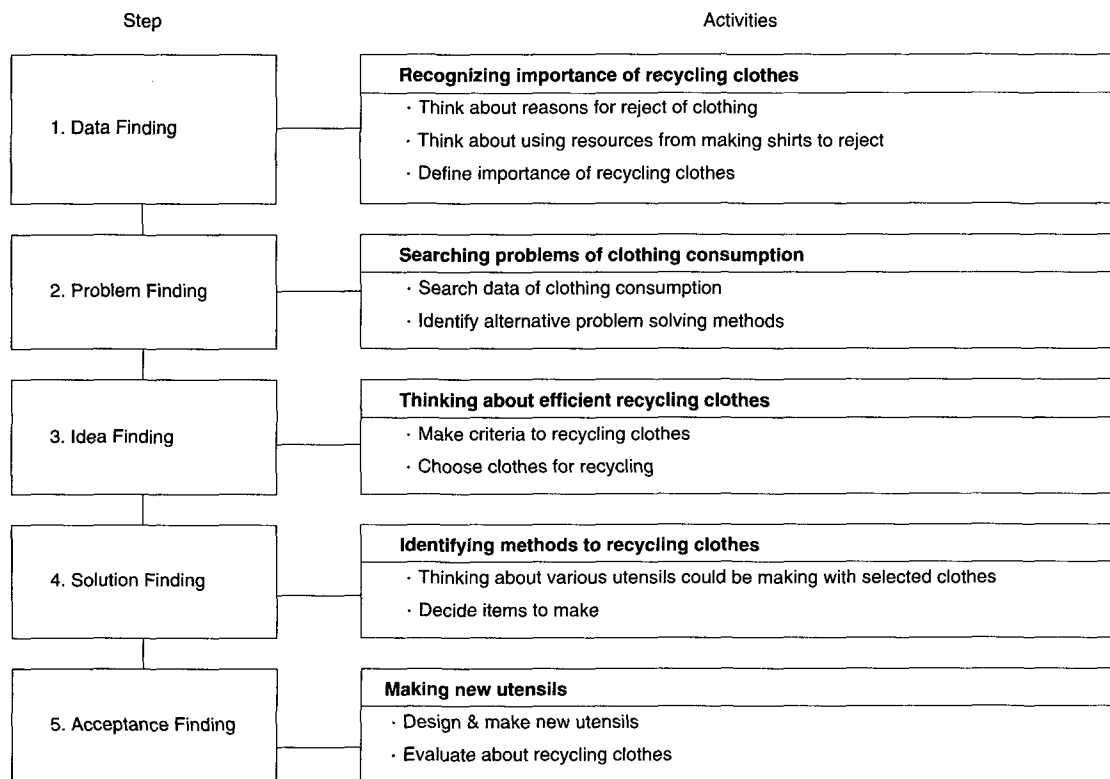 Step
Activities
1. Data Finding
Recognizing importance of recycling clothes
· Think about reasons for reject of clothing
· Think about using resources from making shirts to reject
· Define importance of recycling clothes
2. Problem Finding
Searching problems of clothing consumption
· Search data of clothing consumption
· Identify alternative problem solving methods
3. Idea Finding
Thinking about efficient recycling clothes
· Make criteria to recycling clothes
· Choose clothes for recycling
4. Solution Finding
Identifying methods to recycling clothes
· Thinking about various utensils could be making with selected clothes
· Decide items to make
5. Acceptance Finding
Making new utensils
· Design & make new utensils
· Evaluate about recycling clothes